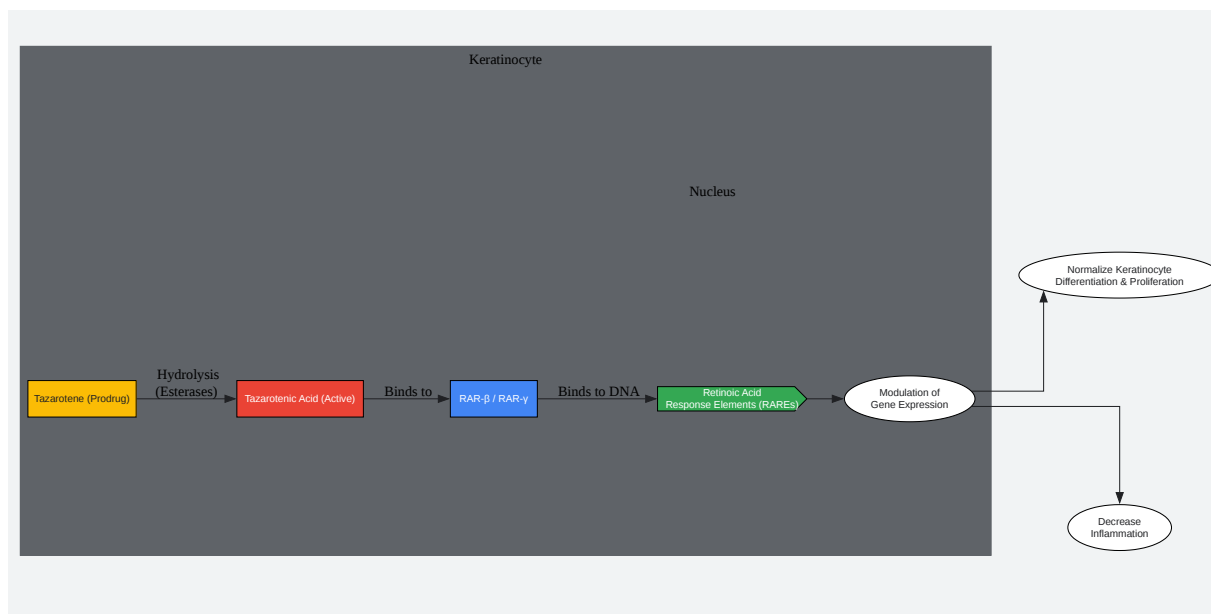 Keratinocyte
Nucleus
Normalize Keratinocyte
Differentiation & Proliferation
Hydrolysis
(Esterases)
Tazarotene (Prodrug)
Tazarotenic Acid (Active)
Binds to
RAR-β / RAR-γ
Binds to DNA
Retinoic Acid
Response Elements (RAREs)
Modulation of
Gene Expression
Decrease
Inflammation